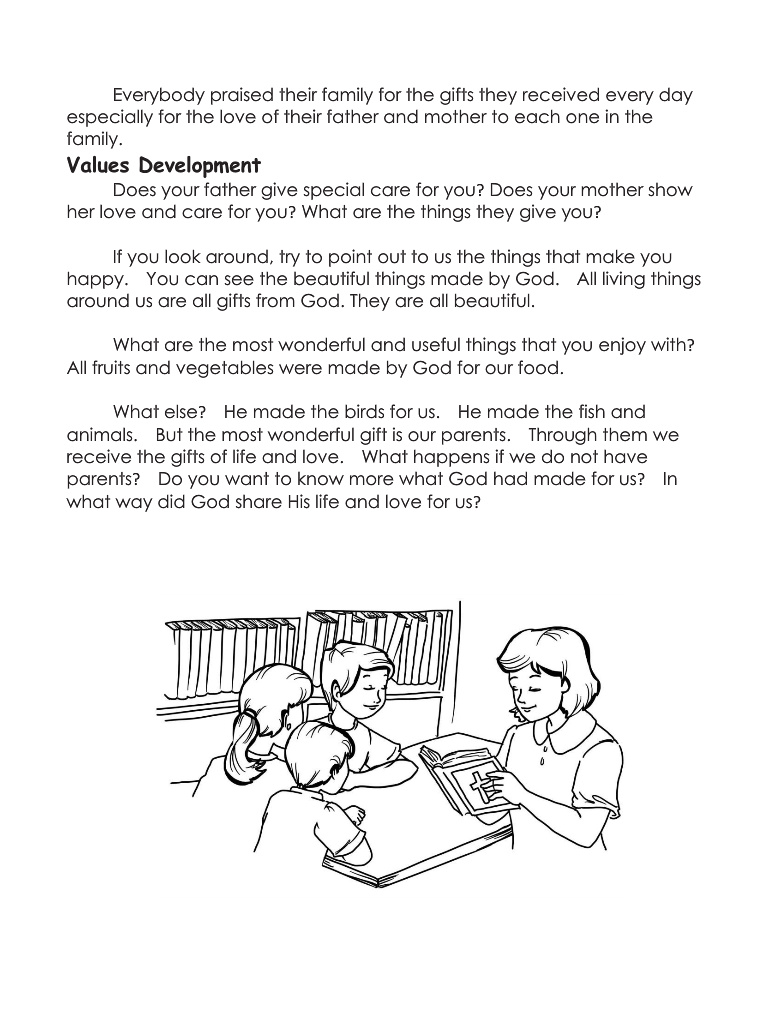 Everybody praised their family for the gifts they received every day
especially for the love of their father and mother to each one in the
family.
Values Development
Does your father give special care for you? Does your mother show
her love and care for you? What are the things they give you?
If you look around, try to point out to us the things that make you
happy. You can see the beautiful things made by God. All living things
around us are all gifts from God. They are all beautiful.
What are the most wonderful and useful things that you enjoy with?
All fruits and vegetables were made by God for our food.
What else? He made the birds for us. He made the fish and
animals. But the most wonderful gift is our parents. Through them we
receive the gifts of life and love. What happens if we do not have
parents? Do you want to know more what God had made for us? In
what way did God share His life and love for us?